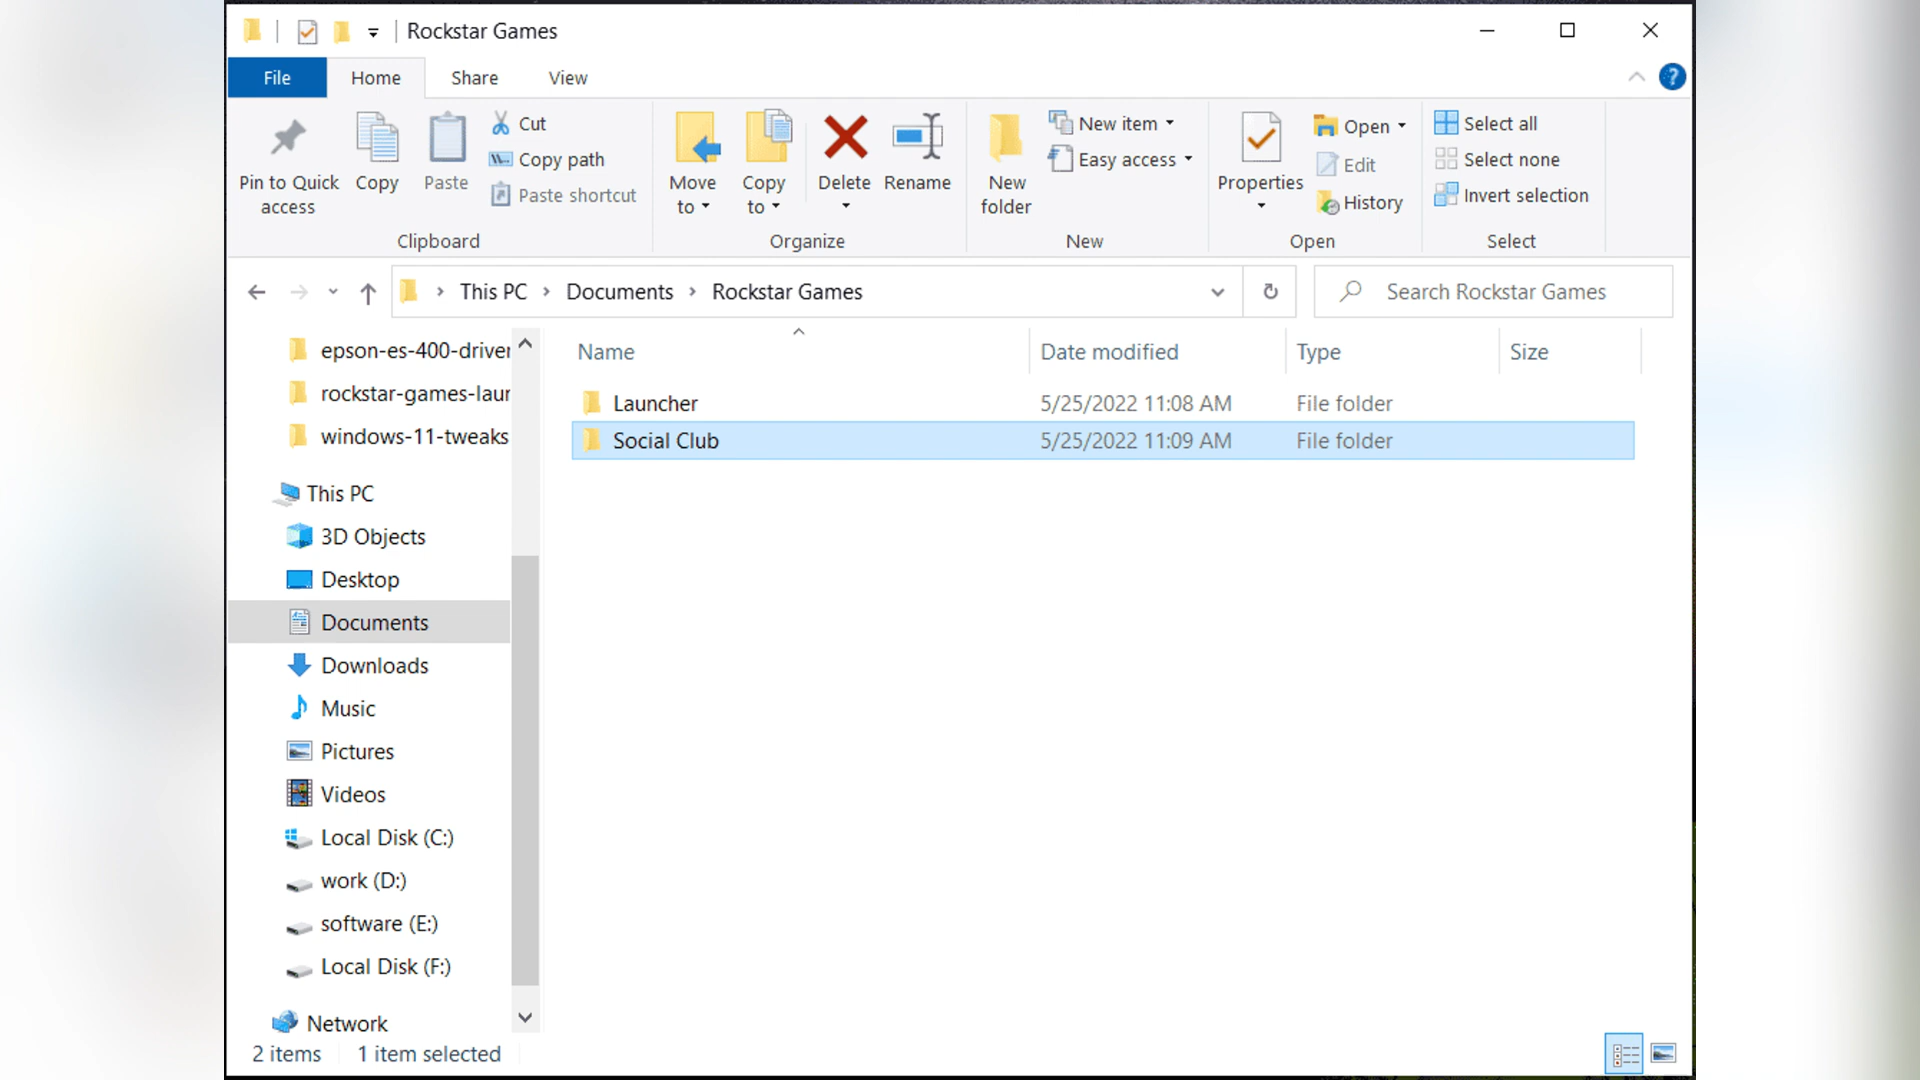 Rockstar Games
File Home Share View
Pin to Quick access
Copy
Paste
Cut
Copy path
Paste shortcut
Clipboard
Move to
Copy to
Delete
Rename
Organize
New folder
New item
Easy access
New
Properties
Open
Edit
History
Open
Select all
Select none
Invert selection
Select
This PC > Documents > Rockstar Games
Search Rockstar Games
epson-es-400-driver
rockstar-games-laun
windows-11-tweaks
This PC
3D Objects
Desktop
Documents
Downloads
Music
Pictures
Videos
Local Disk (C:)
work (D:)
software (E:)
Local Disk (F:)
Network
Name Date modified Type Size
Launcher 5/25/2022 11:08 AM File folder
Social Club 5/25/2022 11:09 AM File folder
2 items 1 item selected